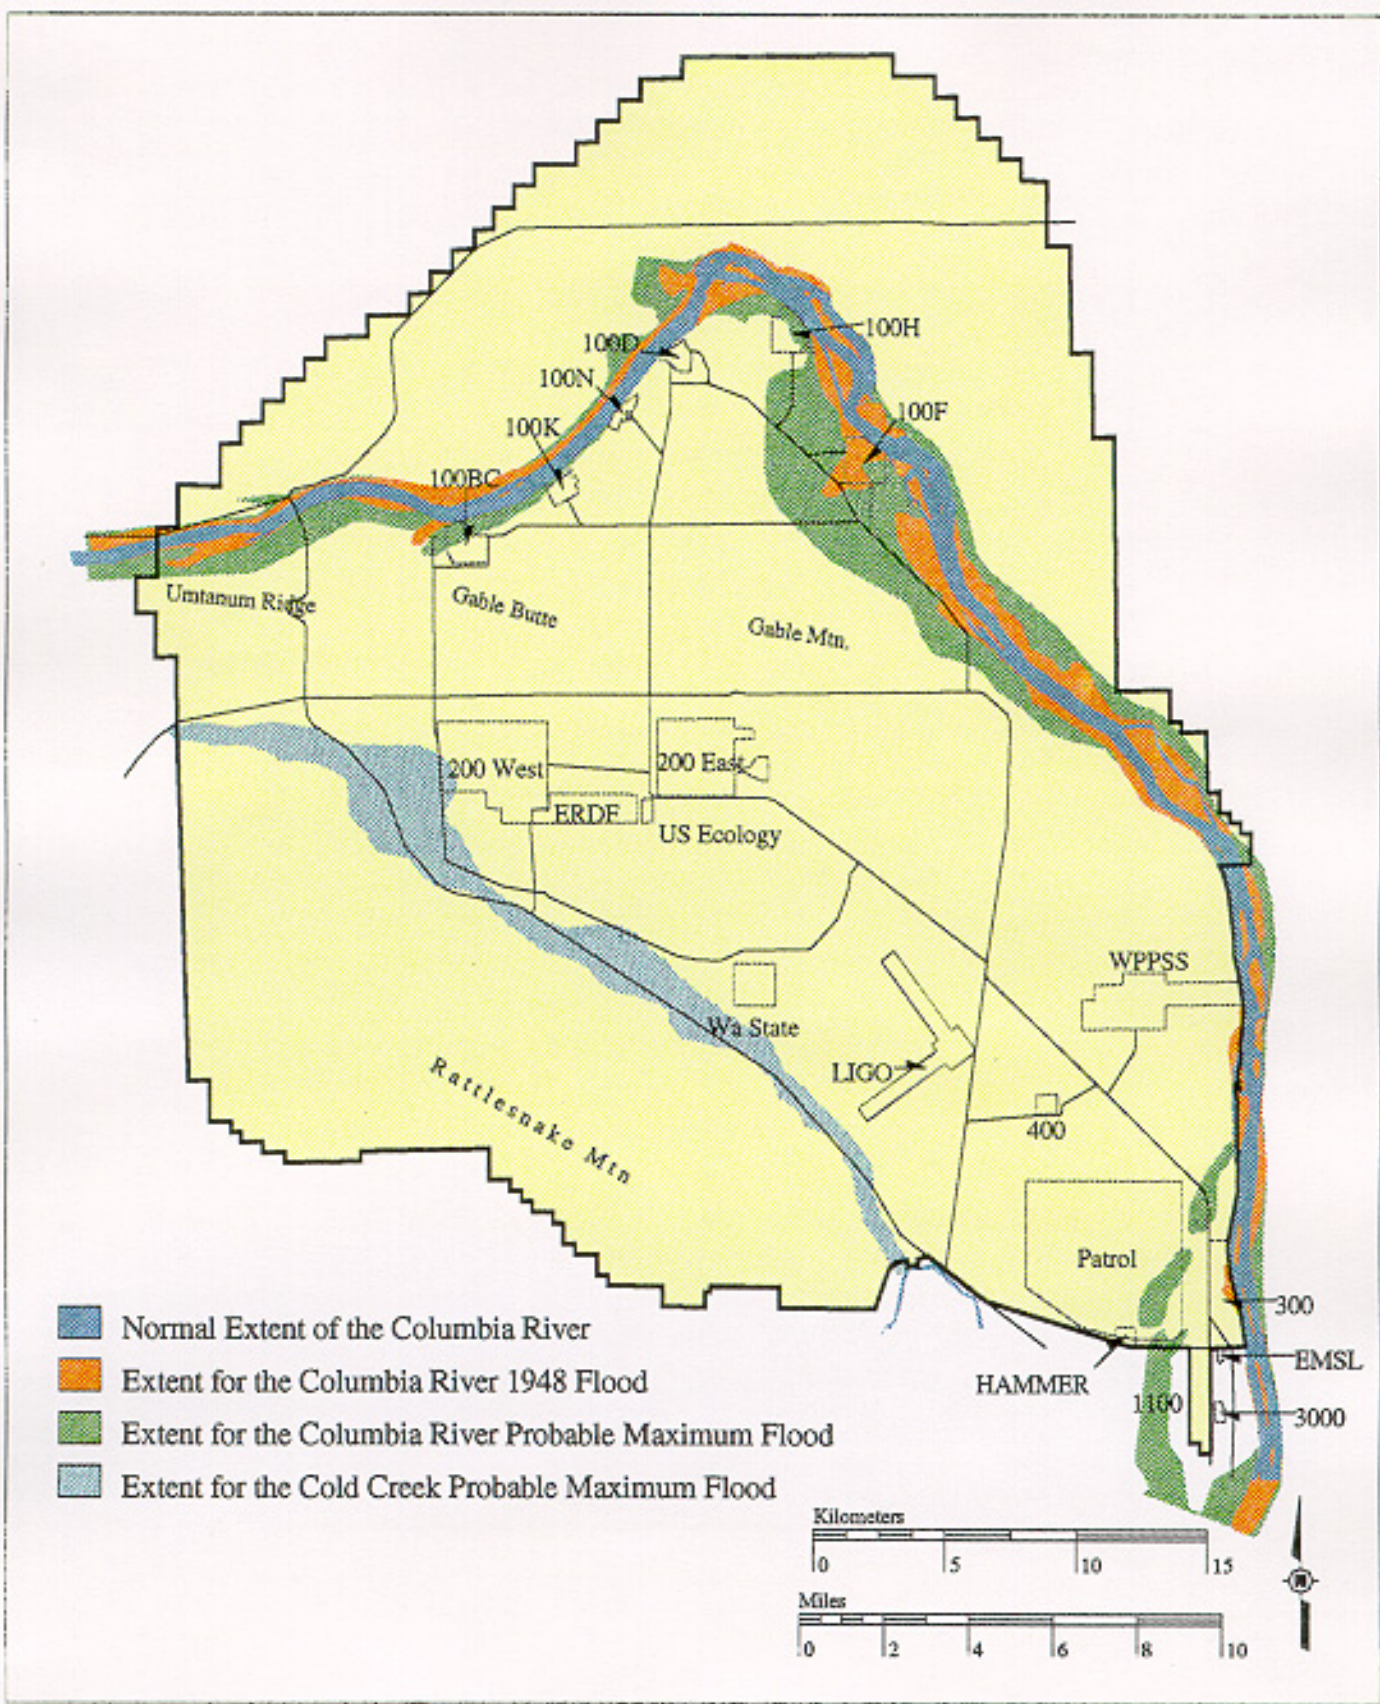 100H
100D
100N
100F
100K
100BC
Umtanum Ridge
Gable Butte
Gable Mtn.
200 West
200 East
ERDF
US Ecology
WPPSS
Wa State
LIGO
Rattlesnake Mtn
400
Patrol
300
EMSL
HAMMER
1100
3000
Normal Extent of the Columbia River
Extent for the Columbia River 1948 Flood
Extent for the Columbia River Probable Maximum Flood
Extent for the Cold Creek Probable Maximum Flood
Kilometers
0 5 10 15
Miles
0 2 4 6 8 10
N